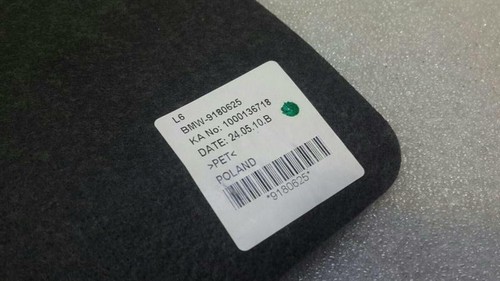 L6
BMW-9180625
KA No: 1000136718
DATE: 24.05.10.B
>PET<
POLAND
*9180625*